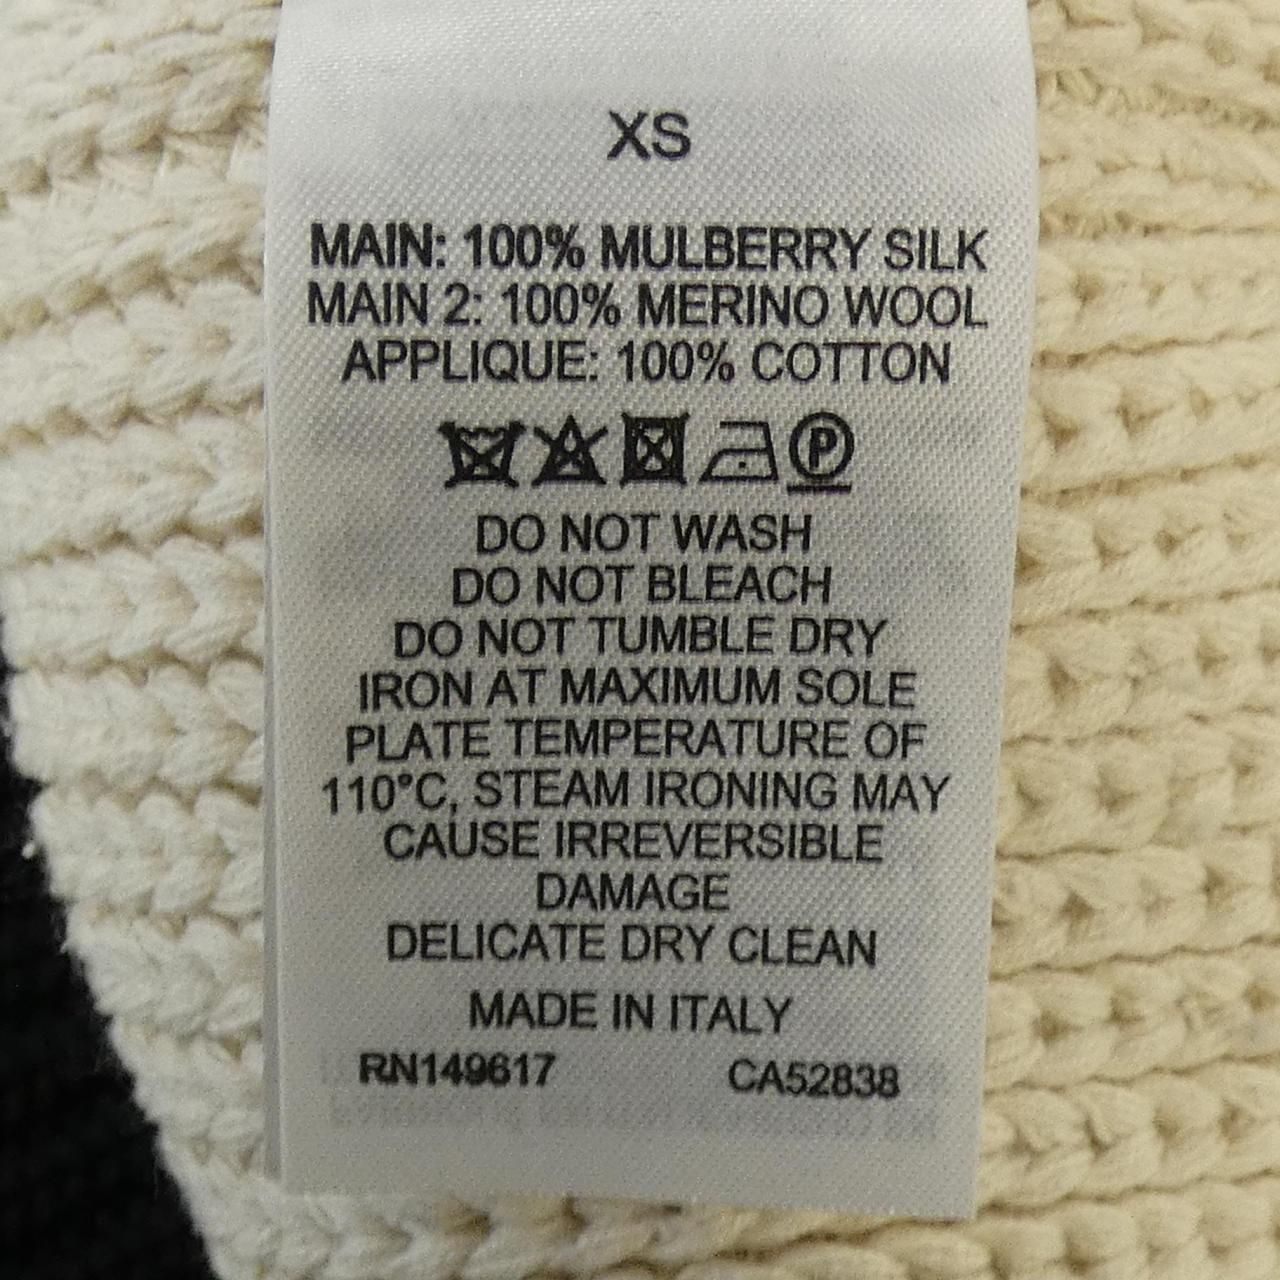 XS
MAIN: 100% MULBERRY SILK
MAIN 2: 100% MERINO WOOL
APPLIQUE: 100% COTTON
P
DO NOT WASH
DO NOT BLEACH
DO NOT TUMBLE DRY
IRON AT MAXIMUM SOLE
PLATE TEMPERATURE OF
110°C, STEAM IRONING MAY
CAUSE IRREVERSIBLE
DAMAGE
DELICATE DRY CLEAN
MADE IN ITALY
RN149617 CA52838